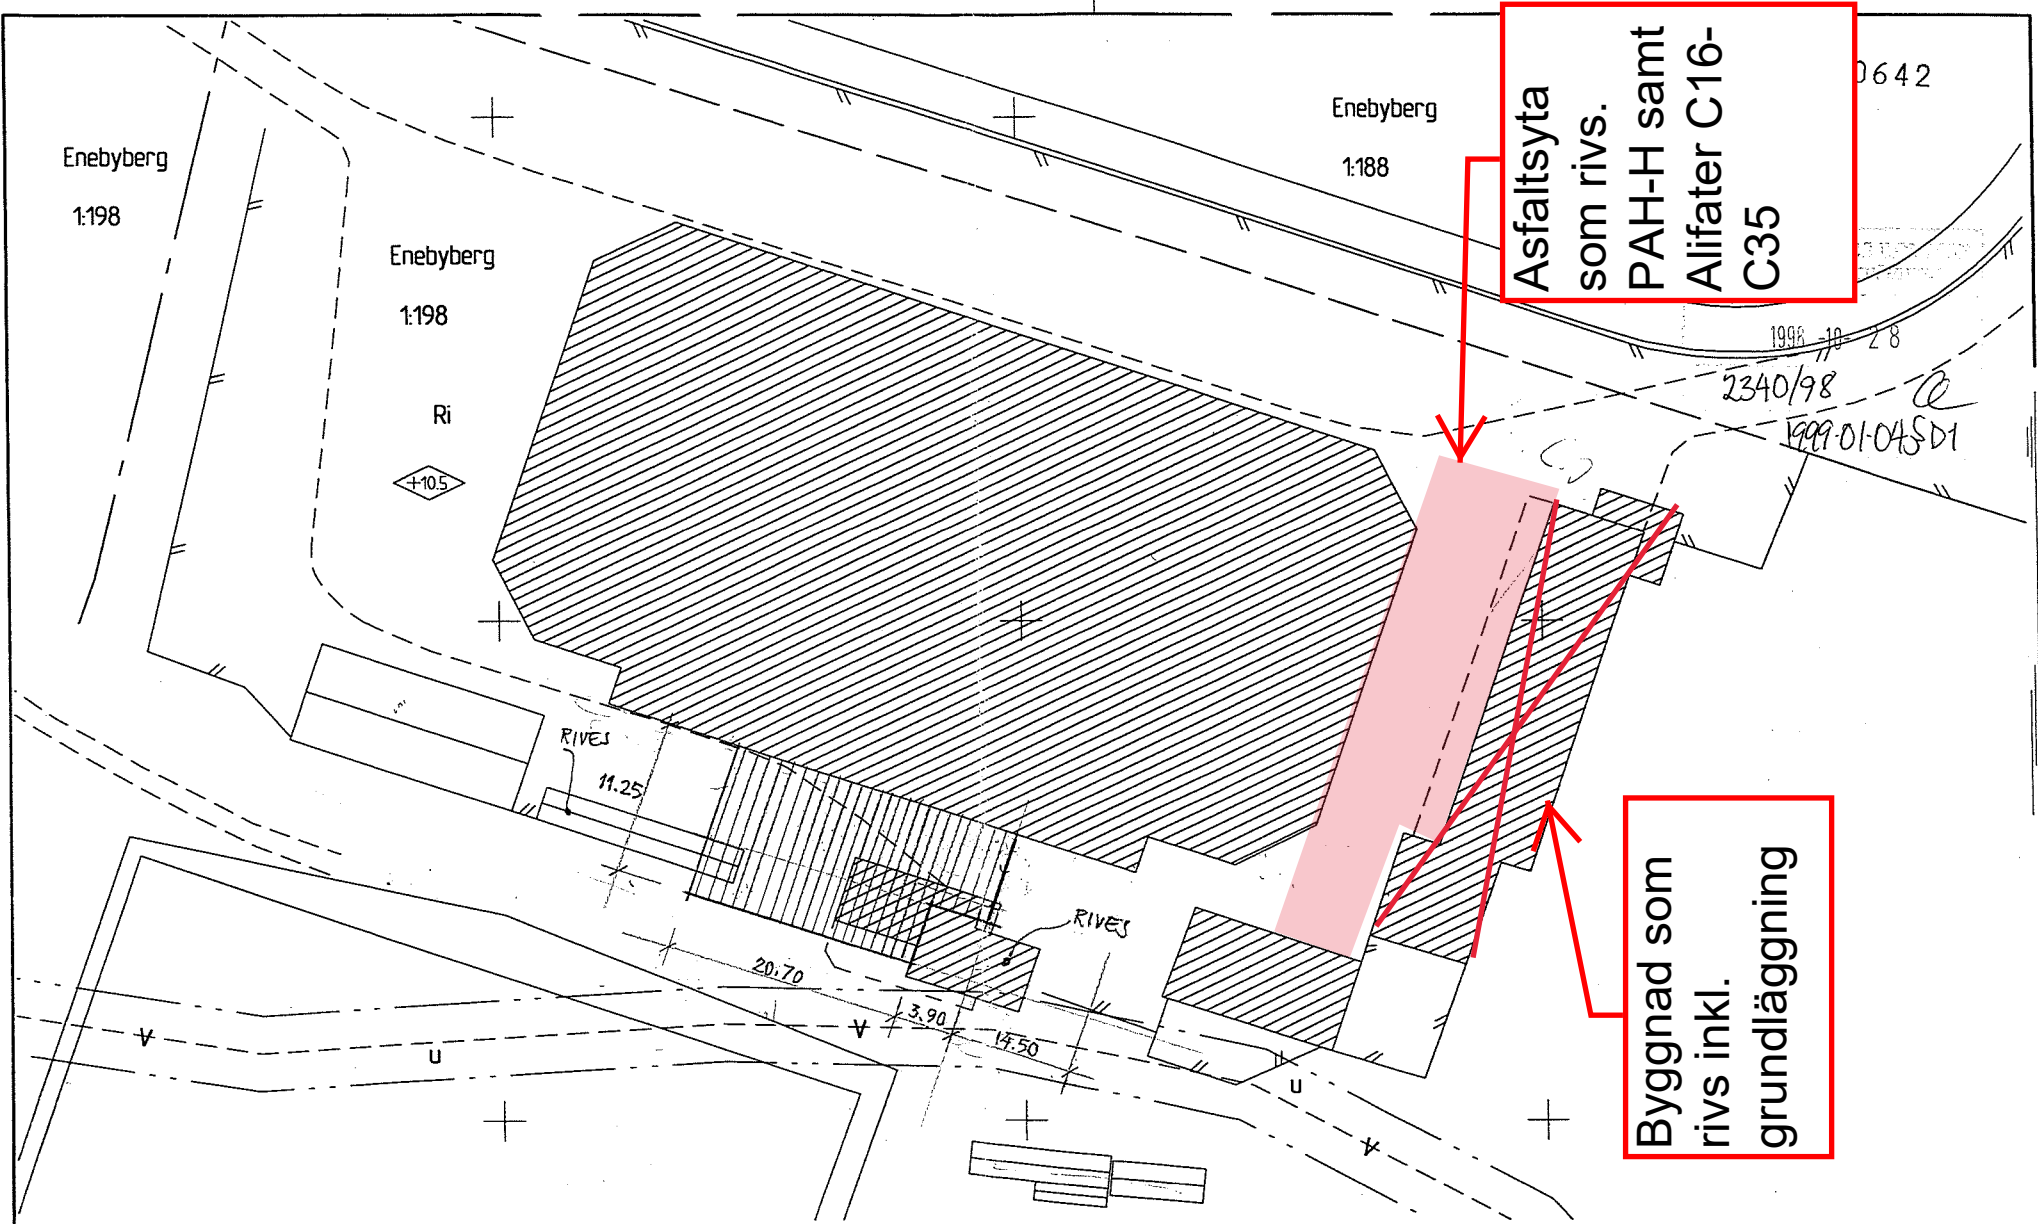 Enebyberg
1:198
Enebyberg
1:198
Ri
+10.5
Enebyberg
1:188
0642
Asfaltsyta
som rivs.
PAH-H samt
Alifater C16-
C35
1998 -10- 28
2340/98
1999-01-04 § D1
RIVES
11.25
RIVES
20.70
3.90
14.50
V
u
V
u
V
Byggnad som
rivs inkl.
grundläggning